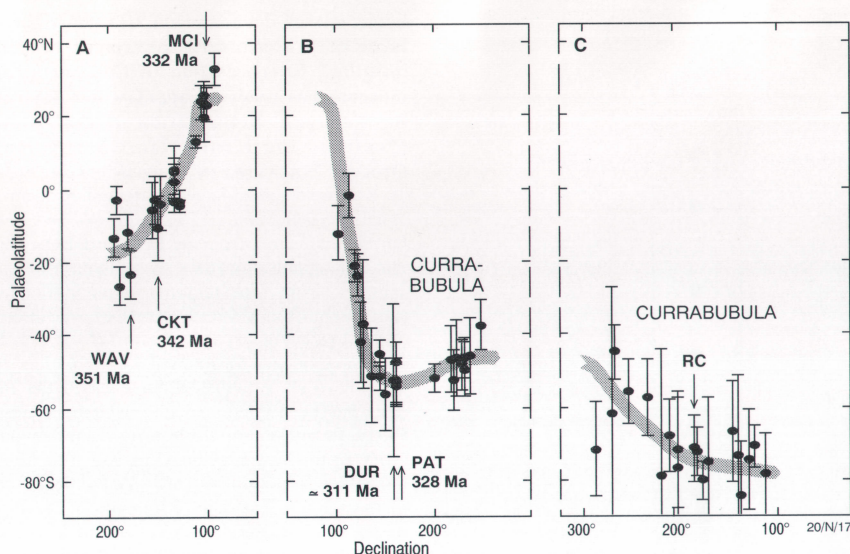 40°N
20°
0°
-20°
-40°
-60°
-80°S
Palaeolatitude
A
MCI
332 Ma
WAV
351 Ma
CKT
342 Ma
200°
100°
B
CURRA-
BUBULA
DUR
≃ 311 Ma
PAT
328 Ma
100°
200°
Declination
C
CURRABUBULA
RC
300°
200°
100°
20/N/17